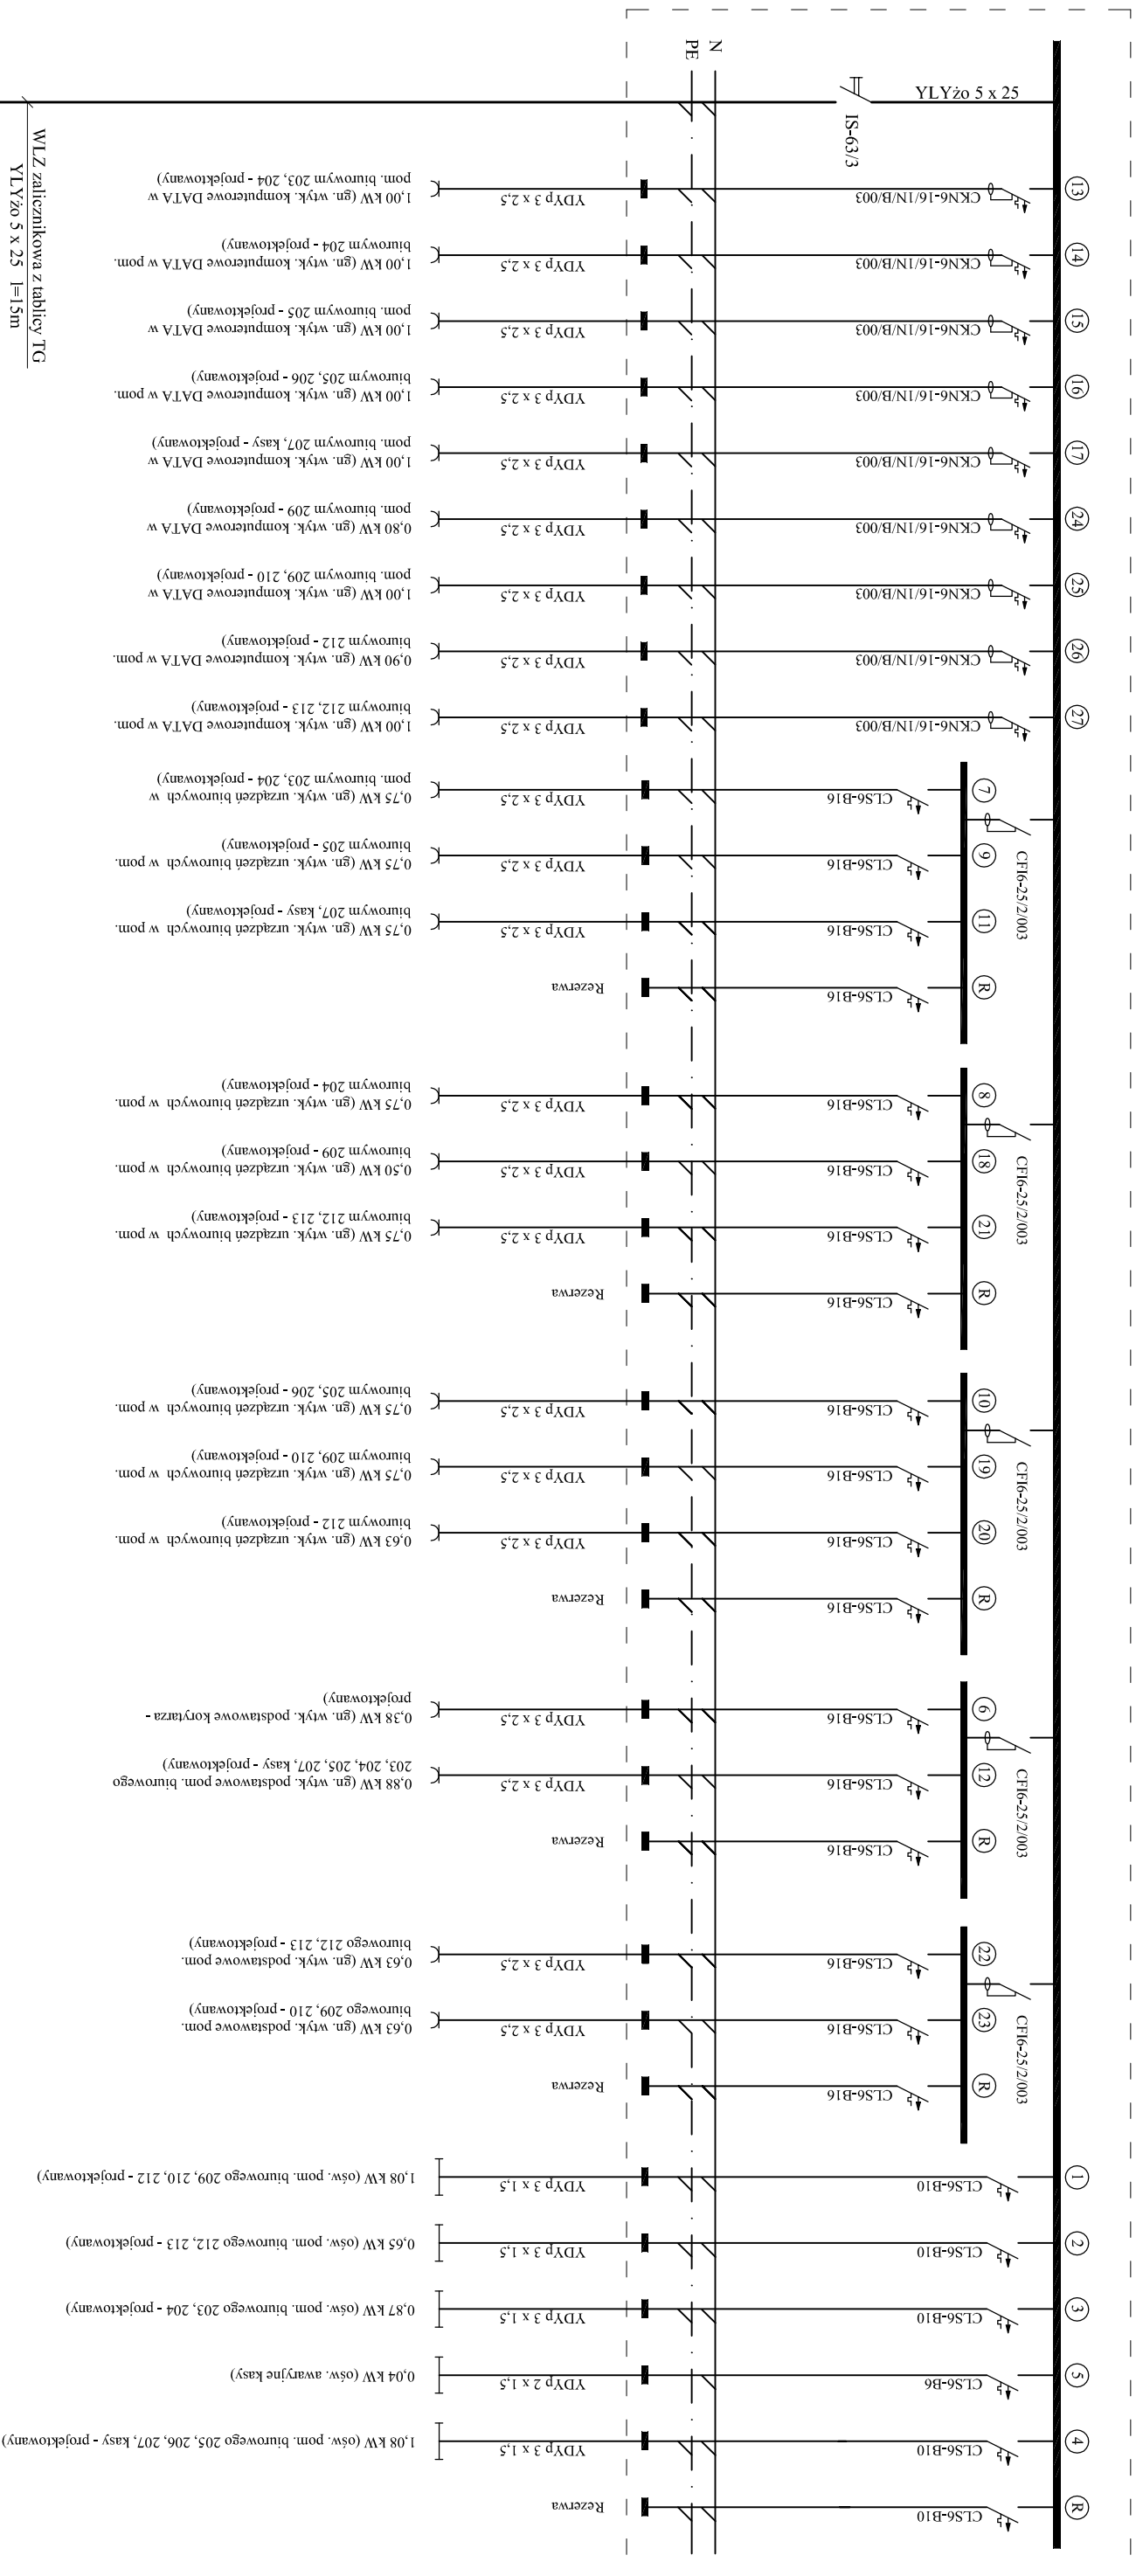 PE
N
YLYżo 5 x 25
IS-63/3
WLZ zalicznikowa z tablicy TG
YLYżo 5 x 25 l=15m
13
CKN6-16/1N/B/003
YDYp 3 x 2,5
1,00 kW (gn. wtyk. komputerowe DATA w
pom. biurowym 203, 204 - projektowany)
14
CKN6-16/1N/B/003
YDYp 3 x 2,5
1,00 kW (gn. wtyk. komputerowe DATA w pom.
biurowym 204 - projektowany)
15
CKN6-16/1N/B/003
YDYp 3 x 2,5
1,00 kW (gn. wtyk. komputerowe DATA w
pom. biurowym 205 - projektowany)
16
CKN6-16/1N/B/003
YDYp 3 x 2,5
1,00 kW (gn. wtyk. komputerowe DATA w pom.
biurowym 205, 206 - projektowany)
17
CKN6-16/1N/B/003
YDYp 3 x 2,5
1,00 kW (gn. wtyk. komputerowe DATA w
pom. biurowym 207, kasy - projektowany)
24
CKN6-16/1N/B/003
YDYp 3 x 2,5
0,80 kW (gn. wtyk. komputerowe DATA w
pom. biurowym 209 - projektowany)
25
CKN6-16/1N/B/003
YDYp 3 x 2,5
1,00 kW (gn. wtyk. komputerowe DATA w
pom. biurowym 209, 210 - projektowany)
26
CKN6-16/1N/B/003
YDYp 3 x 2,5
0,90 kW (gn. wtyk. komputerowe DATA w pom.
biurowym 212 - projektowany)
27
CKN6-16/1N/B/003
YDYp 3 x 2,5
1,00 kW (gn. wtyk. komputerowe DATA w pom.
biurowym 212, 213 - projektowany)
CFI6-25/2/003
7
CLS6-B16
YDYp 3 x 2,5
0,75 kW (gn. wtyk. urządzeń biurowych w
pom. biurowym 203, 204 - projektowany)
9
CLS6-B16
YDYp 3 x 2,5
0,75 kW (gn. wtyk. urządzeń biurowych w pom.
biurowym 205 - projektowany)
11
CLS6-B16
YDYp 3 x 2,5
0,75 kW (gn. wtyk. urządzeń biurowych w pom.
biurowym 207, kasy - projektowany)
R
CLS6-B16
Rezerwa
CFI6-25/2/003
8
CLS6-B16
YDYp 3 x 2,5
0,75 kW (gn. wtyk. urządzeń biurowych w pom.
biurowym 204 - projektowany)
18
CLS6-B16
YDYp 3 x 2,5
0,50 kW (gn. wtyk. urządzeń biurowych w pom.
biurowym 209 - projektowany)
21
CLS6-B16
YDYp 3 x 2,5
0,75 kW (gn. wtyk. urządzeń biurowych w pom.
biurowym 212, 213 - projektowany)
R
CLS6-B16
Rezerwa
CFI6-25/2/003
10
CLS6-B16
YDYp 3 x 2,5
0,75 kW (gn. wtyk. urządzeń biurowych w pom.
biurowym 205, 206 - projektowany)
19
CLS6-B16
YDYp 3 x 2,5
0,75 kW (gn. wtyk. urządzeń biurowych w pom.
biurowym 209, 210 - projektowany)
20
CLS6-B16
YDYp 3 x 2,5
0,63 kW (gn. wtyk. urządzeń biurowych w pom.
biurowym 212 - projektowany)
R
CLS6-B16
Rezerwa
CFI6-25/2/003
6
CLS6-B16
YDYp 3 x 2,5
0,38 kW (gn. wtyk. podstawowe korytarza -
projektowany)
12
CLS6-B16
YDYp 3 x 2,5
0,88 kW (gn. wtyk. podstawowe pom. biurowego
203, 204, 205, 207, kasy - projektowany)
R
CLS6-B16
Rezerwa
CFI6-25/2/003
22
CLS6-B16
YDYp 3 x 2,5
0,63 kW (gn. wtyk. podstawowe pom.
biurowego 212, 213 - projektowany)
23
CLS6-B16
YDYp 3 x 2,5
0,63 kW (gn. wtyk. podstawowe pom.
biurowego 209, 210 - projektowany)
R
CLS6-B16
Rezerwa
1
CLS6-B10
YDYp 3 x 1,5
1,08 kW (ośw. pom. biurowego 209, 210, 212 - projektowany)
2
CLS6-B10
YDYp 3 x 1,5
0,65 kW (ośw. pom. biurowego 212, 213 - projektowany)
3
CLS6-B10
YDYp 3 x 1,5
0,87 kW (ośw. pom. biurowego 203, 204 - projektowany)
5
CLS6-B6
YDYp 2 x 1,5
0,04 kW (ośw. awaryjne kasy)
4
CLS6-B10
YDYp 3 x 1,5
1,08 kW (ośw. pom. biurowego 205, 206, 207, kasy - projektowany)
R
CLS6-B10
Rezerwa